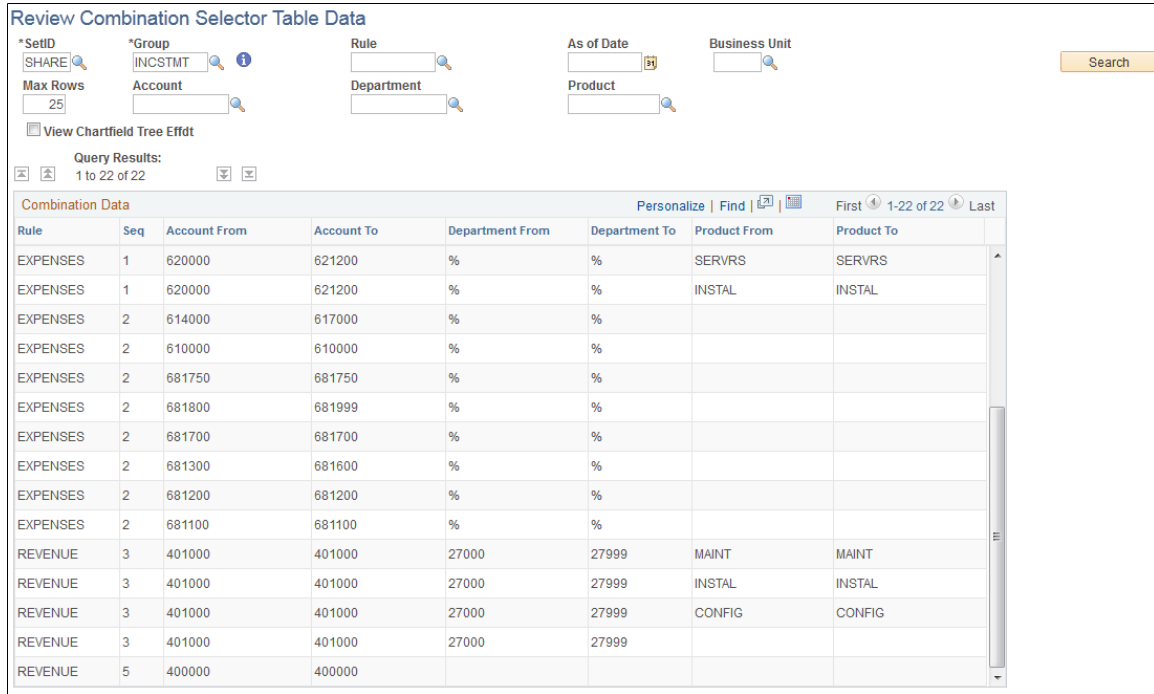 Review Combination Selector Table Data
*SetID *Group Rule As of Date Business Unit
SHARE INCSTMT 31 Search
Max Rows Account Department Product
25
View Chartfield Tree Effdt
Query Results:
1 to 22 of 22
Combination Data Personalize | Find | | First 1-22 of 22 Last
Rule Seq Account From Account To Department From Department To Product From Product To
EXPENSES 1 620000 621200 % % SERVRS SERVRS
EXPENSES 1 620000 621200 % % INSTAL INSTAL
EXPENSES 2 614000 617000 % %
EXPENSES 2 610000 610000 % %
EXPENSES 2 681750 681750 % %
EXPENSES 2 681800 681999 % %
EXPENSES 2 681700 681700 % %
EXPENSES 2 681300 681600 % %
EXPENSES 2 681200 681200 % %
EXPENSES 2 681100 681100 % %
REVENUE 3 401000 401000 27000 27999 MAINT MAINT
REVENUE 3 401000 401000 27000 27999 INSTAL INSTAL
REVENUE 3 401000 401000 27000 27999 CONFIG CONFIG
REVENUE 3 401000 401000 27000 27999
REVENUE 5 400000 400000